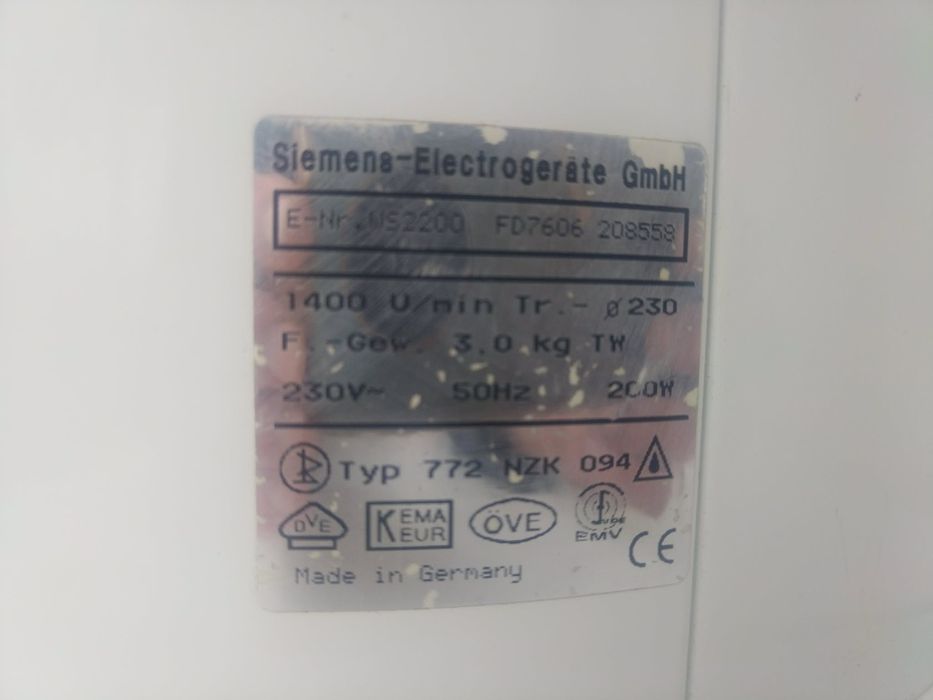 Siemens-Electrogeräte GmbH
E-Nr.WS2200 FD7606 208558
1400 U/min Tr.- ø230
F.-Gew. 3,0 kg TW
230V~ 50Hz 200W
Typ 772 NZK 094
DVE
KEMA EUR
ÖVE
EMV
CE
Made in Germany